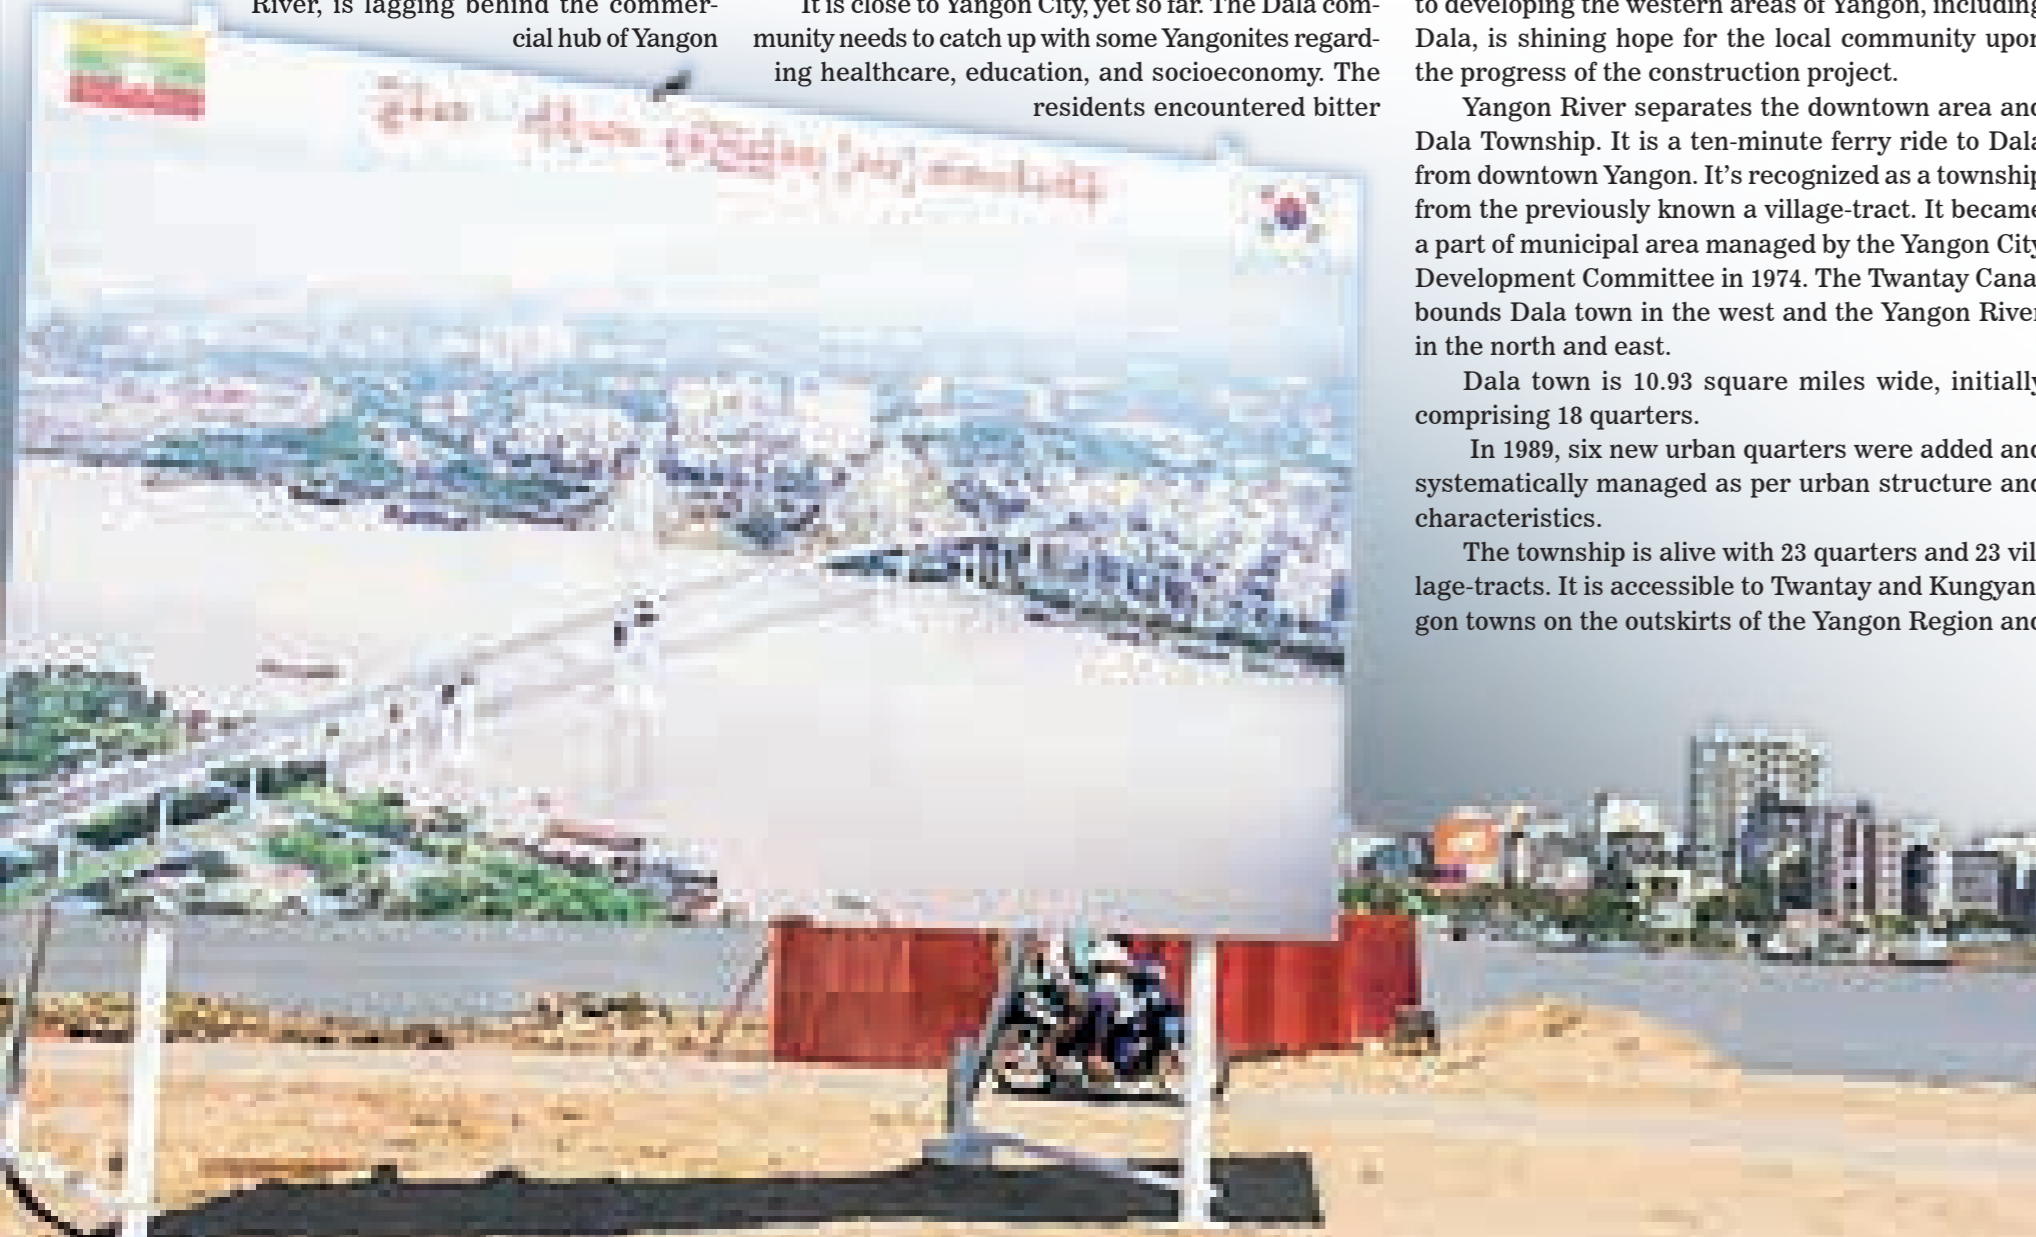 River, is lagging behind the commer-
cial hub of Yangon
It is close to Yangon City, yet so far. The Dala com-
munity needs to catch up with some Yangonites regard-
ing healthcare, education, and socioeconomy. The
residents encountered bitter
to developing the western areas of Yangon, including
Dala, is shining hope for the local community upon
the progress of the construction project.
Yangon River separates the downtown area and
Dala Township. It is a ten-minute ferry ride to Dala
from downtown Yangon. It’s recognized as a township
from the previously known a village-tract. It became
a part of municipal area managed by the Yangon City
Development Committee in 1974. The Twantay Cana
bounds Dala town in the west and the Yangon River
in the north and east.
Dala town is 10.93 square miles wide, initially
comprising 18 quarters.
In 1989, six new urban quarters were added and
systematically managed as per urban structure and
characteristics.
The township is alive with 23 quarters and 23 vil
lage-tracts. It is accessible to Twantay and Kungyan
gon towns on the outskirts of the Yangon Region and